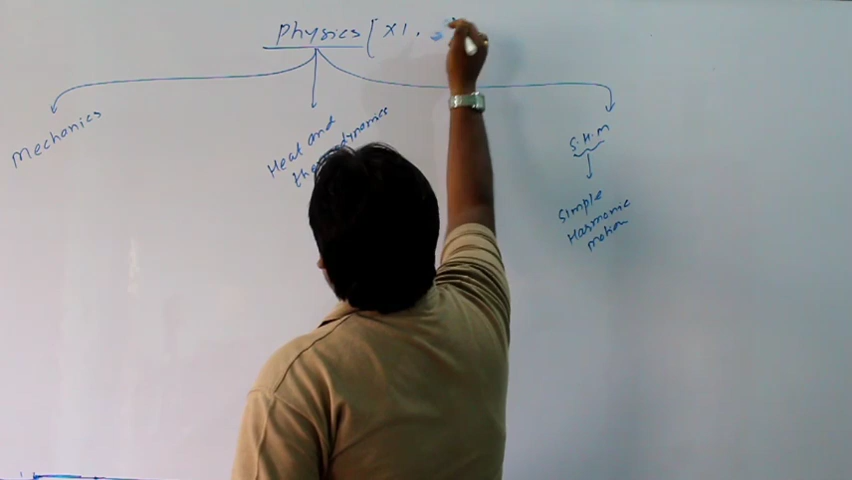 Physics [ XI.
Mechanics
Heat and
thermodynamics
S.H.M
Simple
Harmonic
motion